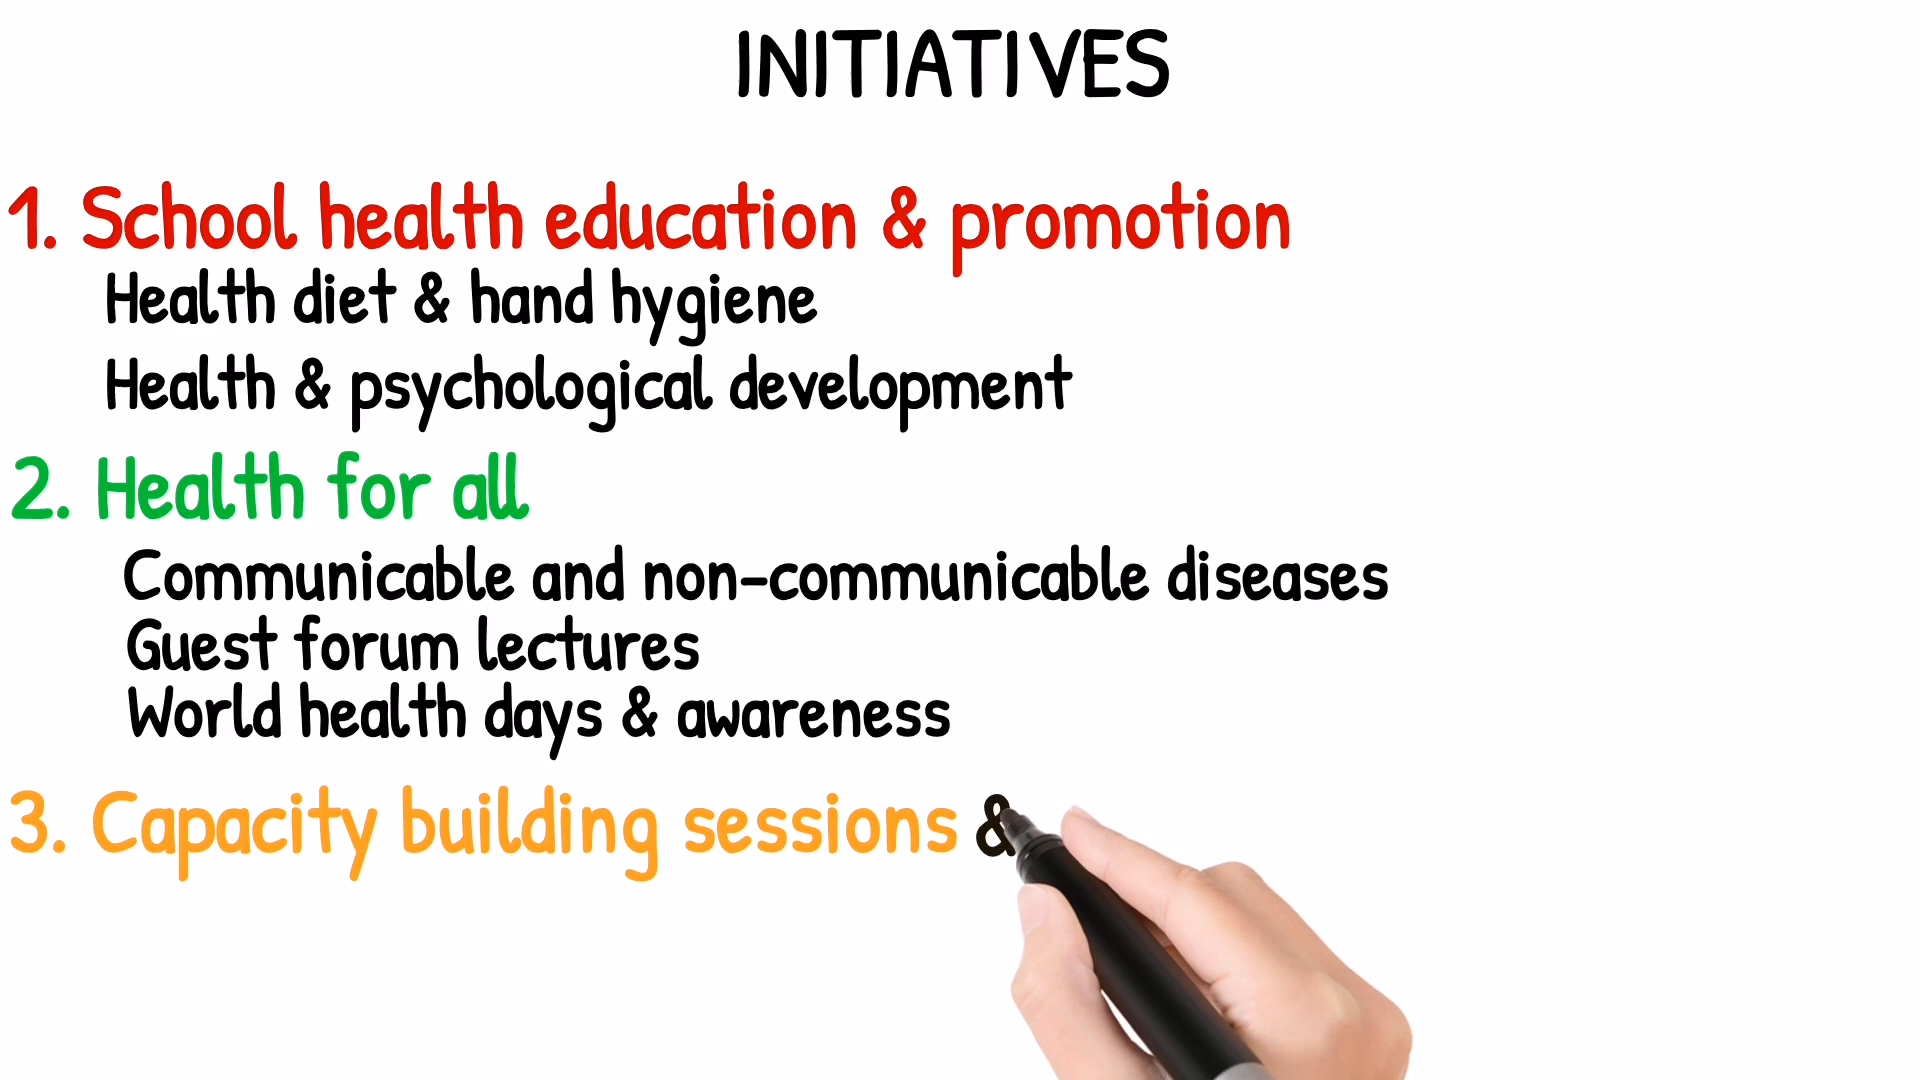 INITIATIVES
1. School health education & promotion
Health diet & hand hygiene
Health & psychological development
2. Health for all
Communicable and non-communicable diseases
Guest forum lectures
World health days & awareness
3. Capacity building sessions &